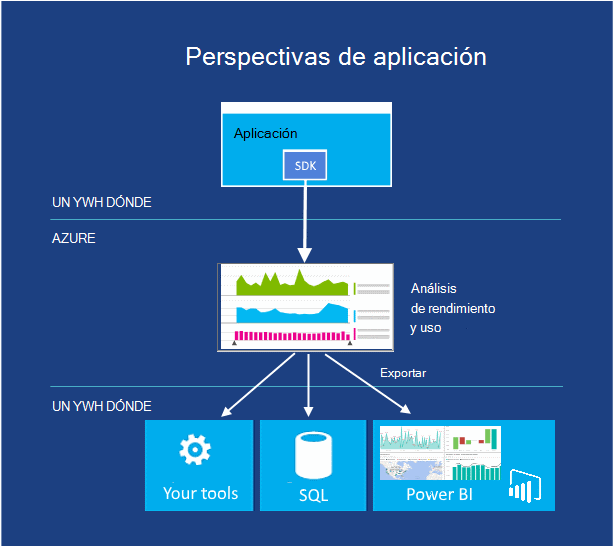 Perspectivas de aplicación
Aplicación
SDK
UN YWH DÓNDE
AZURE
Análisis
de rendimiento
y uso
Exportar
UN YWH DÓNDE
Your tools
SQL
Power BI